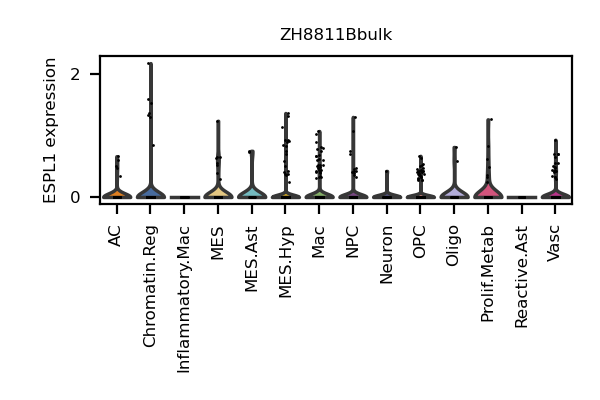 ZH8811Bbulk
ESPL1 expression
2
0
AC
Chromatin.Reg
Inflammatory.Mac
MES
MES.Ast
MES.Hyp
Mac
NPC
Neuron
OPC
Oligo
Prolif.Metab
Reactive.Ast
Vasc